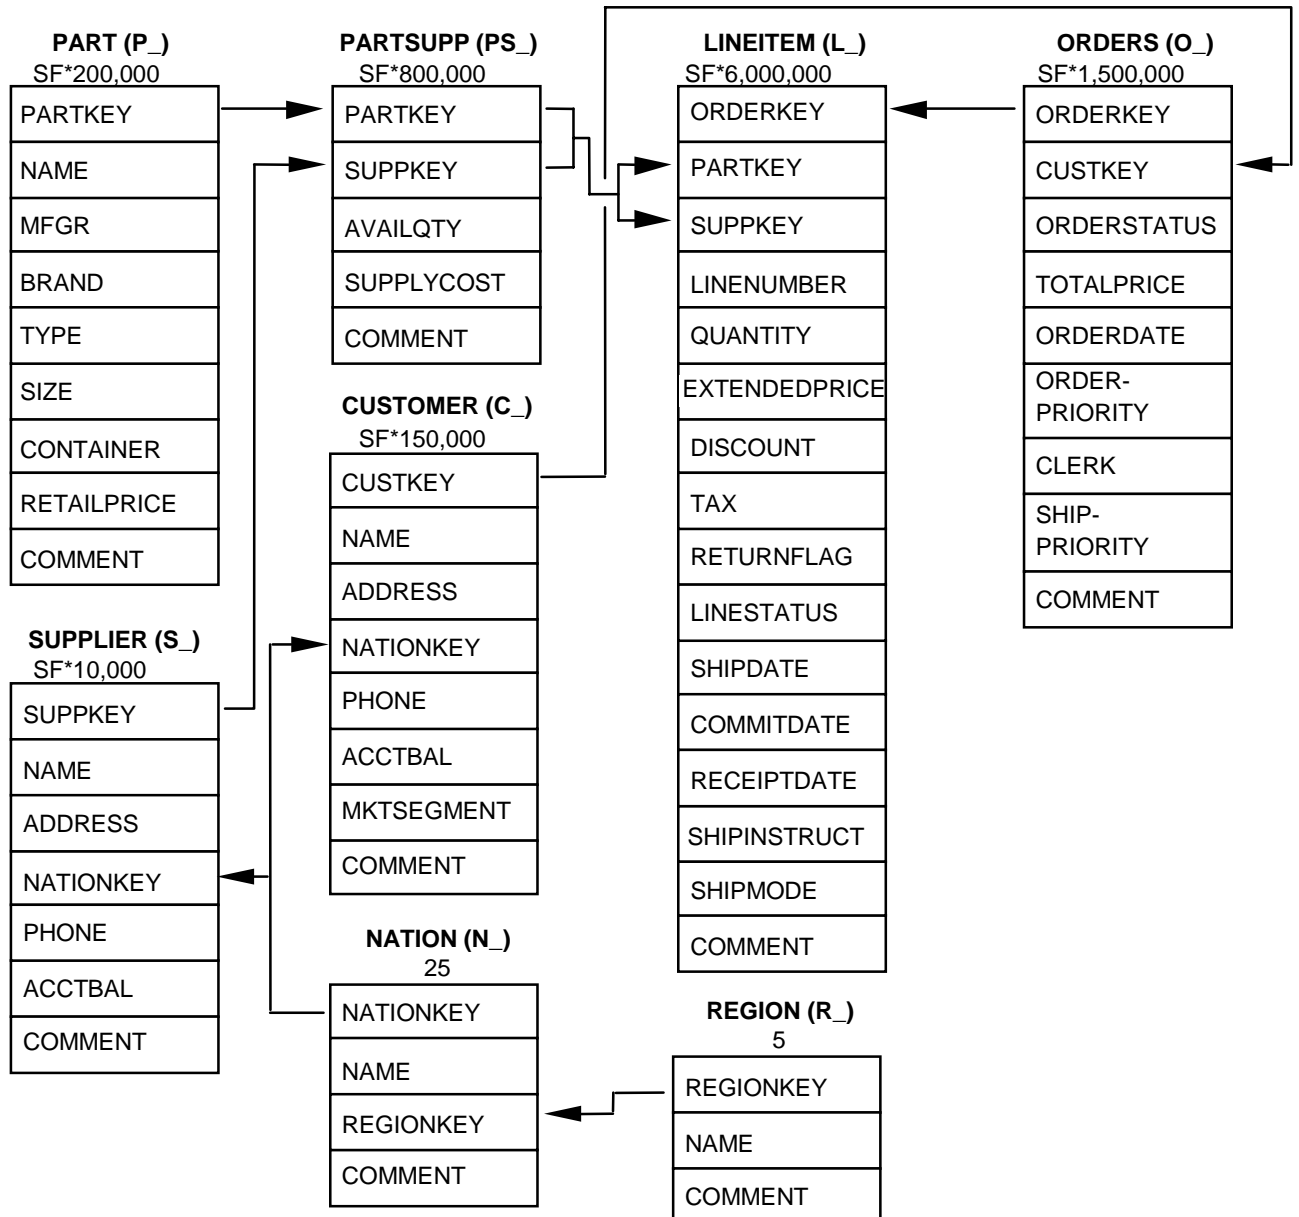 PART (P_)
SF*200,000
PARTKEY
NAME
MFGR
BRAND
TYPE
SIZE
CONTAINER
RETAILPRICE
COMMENT
SUPPLIER (S_)
SF*10,000
SUPPKEY
NAME
ADDRESS
NATIONKEY
PHONE
ACCTBAL
COMMENT
PARTSUPP (PS_)
SF*800,000
PARTKEY
SUPPKEY
AVAILQTY
SUPPLYCOST
COMMENT
CUSTOMER (C_)
SF*150,000
CUSTKEY
NAME
ADDRESS
NATIONKEY
PHONE
ACCTBAL
MKTSEGMENT
COMMENT
NATION (N_)
25
NATIONKEY
NAME
REGIONKEY
COMMENT
LINEITEM (L_)
SF*6,000,000
ORDERKEY
PARTKEY
SUPPKEY
LINENUMBER
QUANTITY
EXTENDEDPRICE
DISCOUNT
TAX
RETURNFLAG
LINESTATUS
SHIPDATE
COMMITDATE
RECEIPTDATE
SHIPINSTRUCT
SHIPMODE
COMMENT
REGION (R_)
5
REGIONKEY
NAME
COMMENT
ORDERS (O_)
SF*1,500,000
ORDERKEY
CUSTKEY
ORDERSTATUS
TOTALPRICE
ORDERDATE
ORDER-
PRIORITY
CLERK
SHIP-
PRIORITY
COMMENT